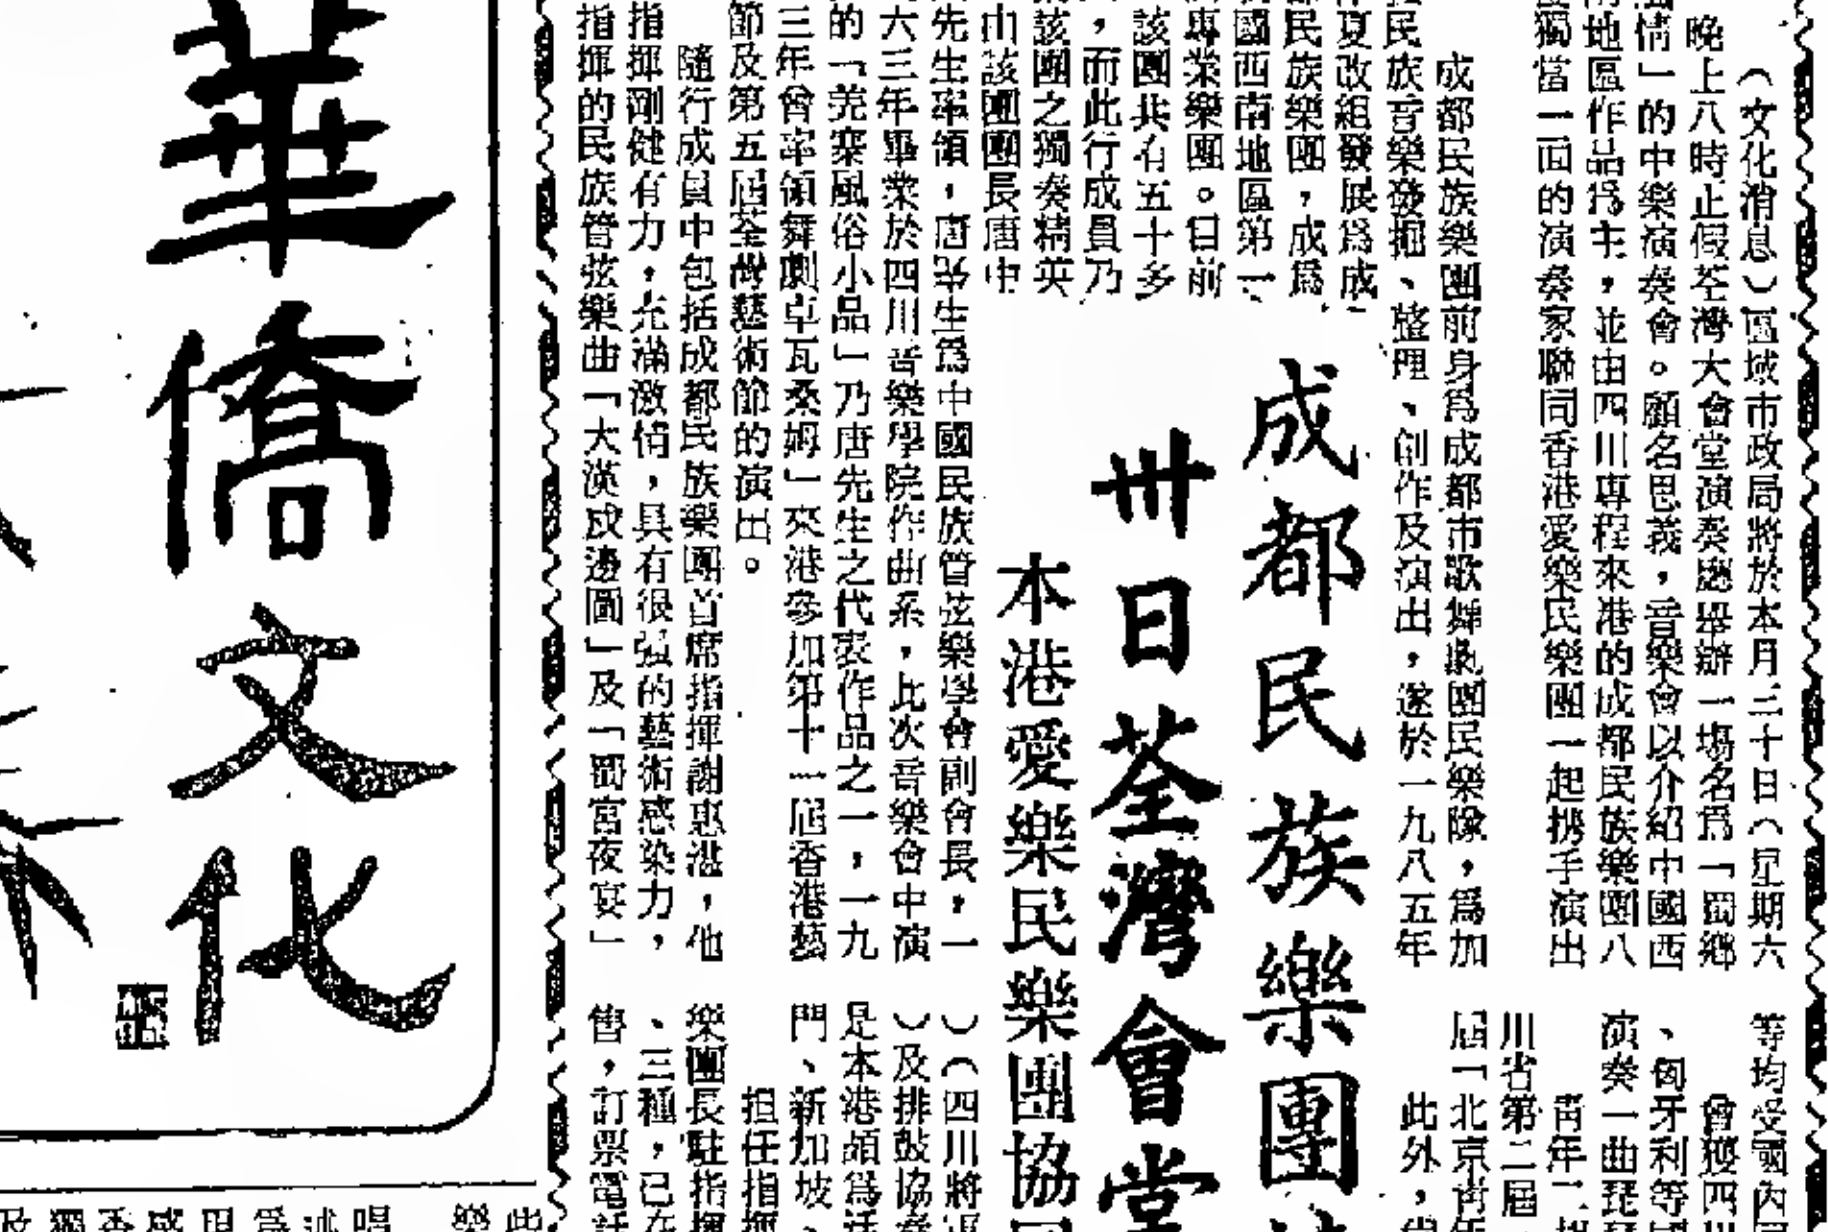 （文化消息）區域市政局將於本月三十日（星期六
晚上八時正假荃灣大會堂演奏廳舉辦一場名爲「蜀鄉
情」的中樂演奏會。顧名思義，音樂會以介紹中國西
地區作品爲主，並由四川專程來港的成都民族樂團八
獨當一面的演奏家聯同香港愛樂民樂團一起携手演出
成都民族樂團前身爲成都市歌舞劇團民樂隊，爲加
民族音樂發掘、整理、創作及演出，遂於一九八五年
夏改組發展爲成
民族樂團，成爲
國西南地區第一
專業樂團。目前
該團共有五十多
，而此行成員乃
該團之獨奏精英
由該團團長唐中
成都民族樂團
卅日荃灣會堂
本港愛樂民樂團協
先生率領，唐先生爲中國民族管弦樂學會副會長，一
六三年畢業於四川音樂學院作曲系，此次音樂會中演
的「羌寨風俗小品」乃唐先生之代表作品之一，一九
三年曾率領舞劇卓瓦桑姆」來港參加第十一屆香港藝
節及第五屆荃灣藝術節的演出。
隨行成員中包括成都民族樂團首席指揮謝惠湛，他
指揮剛健有力，充滿激情，具有很強的藝術感染力，
指揮的民族管弦樂曲「大漠戍邊圖」及「蜀宮夜宴」
等均受國內
會獲四川
、匈牙利等
演奏一曲琵
青年二胡
川省第二屆
屆「北京青年
此外，
）（四川將軍
）及排鼓協奏
是本港頗爲活
門、新加坡、
担任指揮
樂團長駐指揮
、三種，已在
售，訂票電話
華僑文化